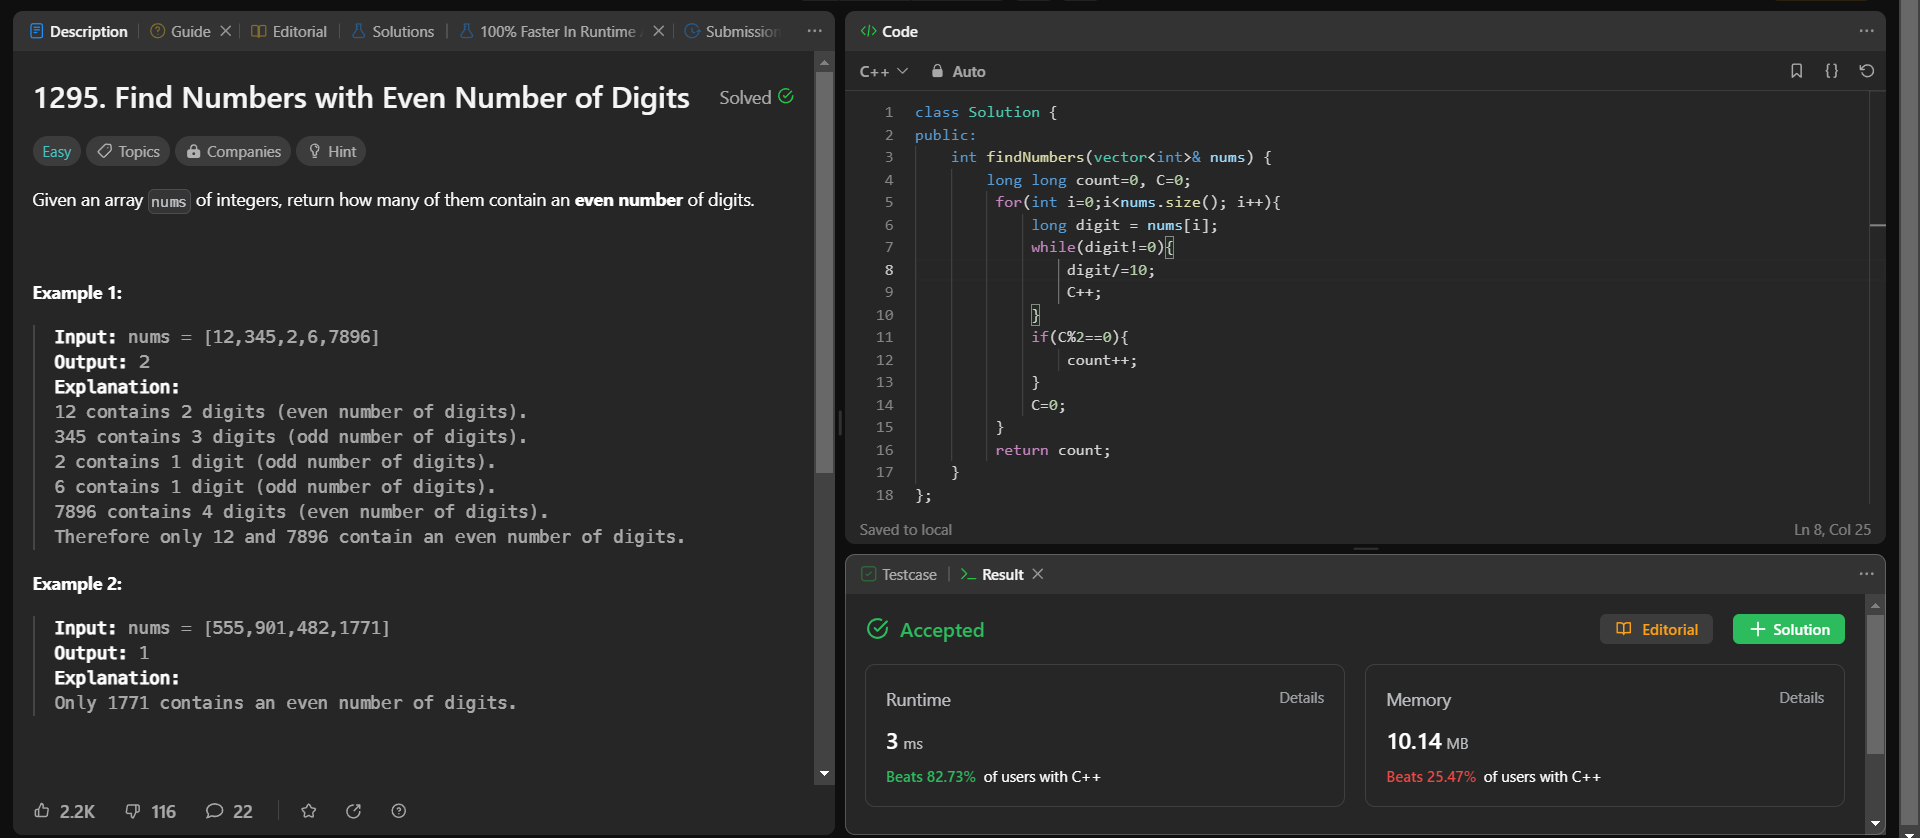 Description
Guide
Editorial
Solutions
100% Faster In Runtime
Submission
1295. Find Numbers with Even Number of Digits
Solved
Easy
Topics
Companies
Hint
Given an array nums of integers, return how many of them contain an even number of digits.
Example 1:
Input: nums = [12,345,2,6,7896]
Output: 2
Explanation:
12 contains 2 digits (even number of digits).
345 contains 3 digits (odd number of digits).
2 contains 1 digit (odd number of digits).
6 contains 1 digit (odd number of digits).
7896 contains 4 digits (even number of digits).
Therefore only 12 and 7896 contain an even number of digits.
Example 2:
Input: nums = [555,901,482,1771]
Output: 1
Explanation:
Only 1771 contains an even number of digits.
2.2K
116
22
</> Code
C++
Auto
{}
1 class Solution {
2 public:
3 int findNumbers(vector<int>& nums) {
4 long long count=0, C=0;
5 for(int i=0;i<nums.size(); i++){
6 long digit = nums[i];
7 while(digit!=0){
8 digit/=10;
9 C++;
10 }
11 if(C%2==0){
12 count++;
13 }
14 C=0;
15 }
16 return count;
17 }
18 };
Saved to local
Ln 8, Col 25
Testcase
>_ Result
Accepted
Editorial
+ Solution
Runtime
Details
3 ms
Beats 82.73% of users with C++
Memory
Details
10.14 MB
Beats 25.47% of users with C++